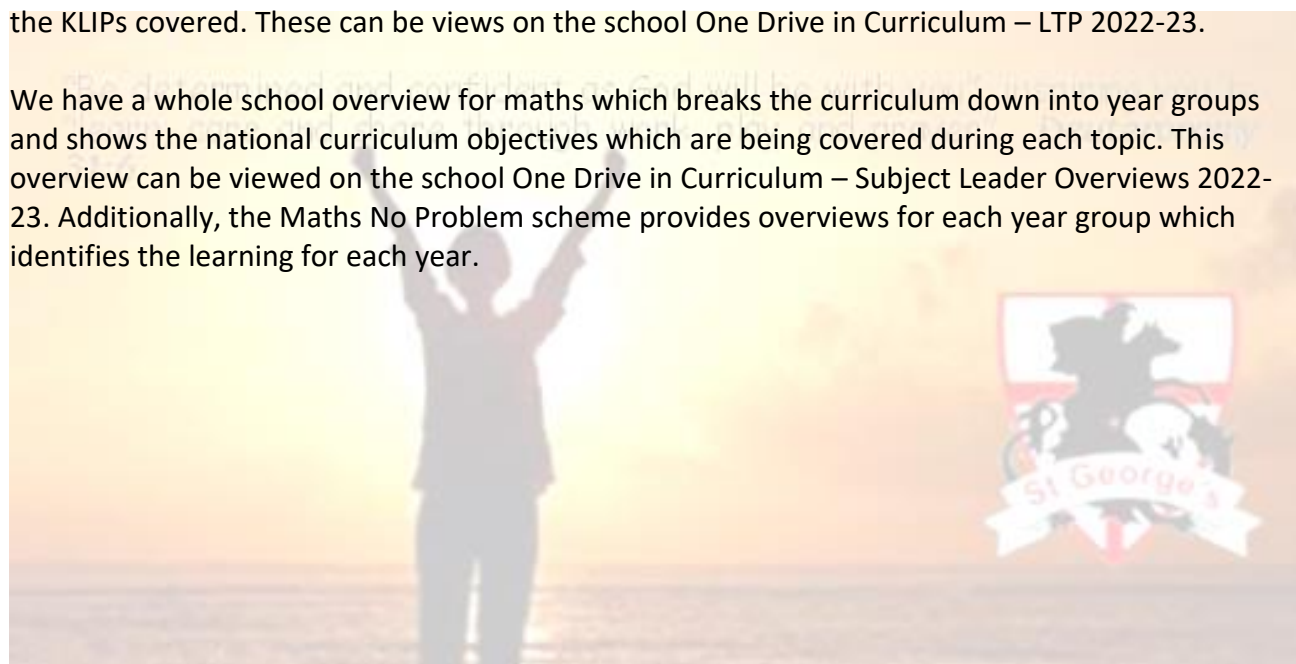 the KLIPs covered. These can be views on the school One Drive in Curriculum – LTP 2022-23.
We have a whole school overview for maths which breaks the curriculum down into year groups
and shows the national curriculum objectives which are being covered during each topic. This
overview can be viewed on the school One Drive in Curriculum – Subject Leader Overviews 2022-
23. Additionally, the Maths No Problem scheme provides overviews for each year group which
identifies the learning for each year.
St George's